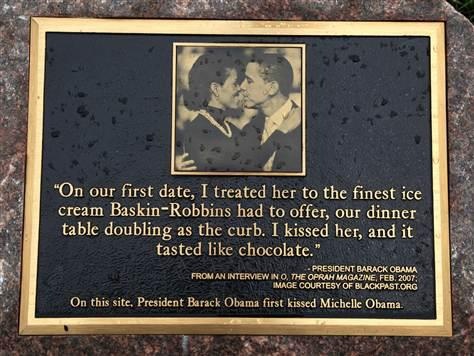 "On our first date, I treated her to the finest ice
cream Baskin-Robbins had to offer, our dinner
table doubling as the curb. I kissed her, and it
tasted like chocolate."
- PRESIDENT BARACK OBAMA
FROM AN INTERVIEW IN O, THE OPRAH MAGAZINE, FEB. 2007;
IMAGE COURTESY OF BLACKPAST.ORG
On this site, President Barack Obama first kissed Michelle Obama.